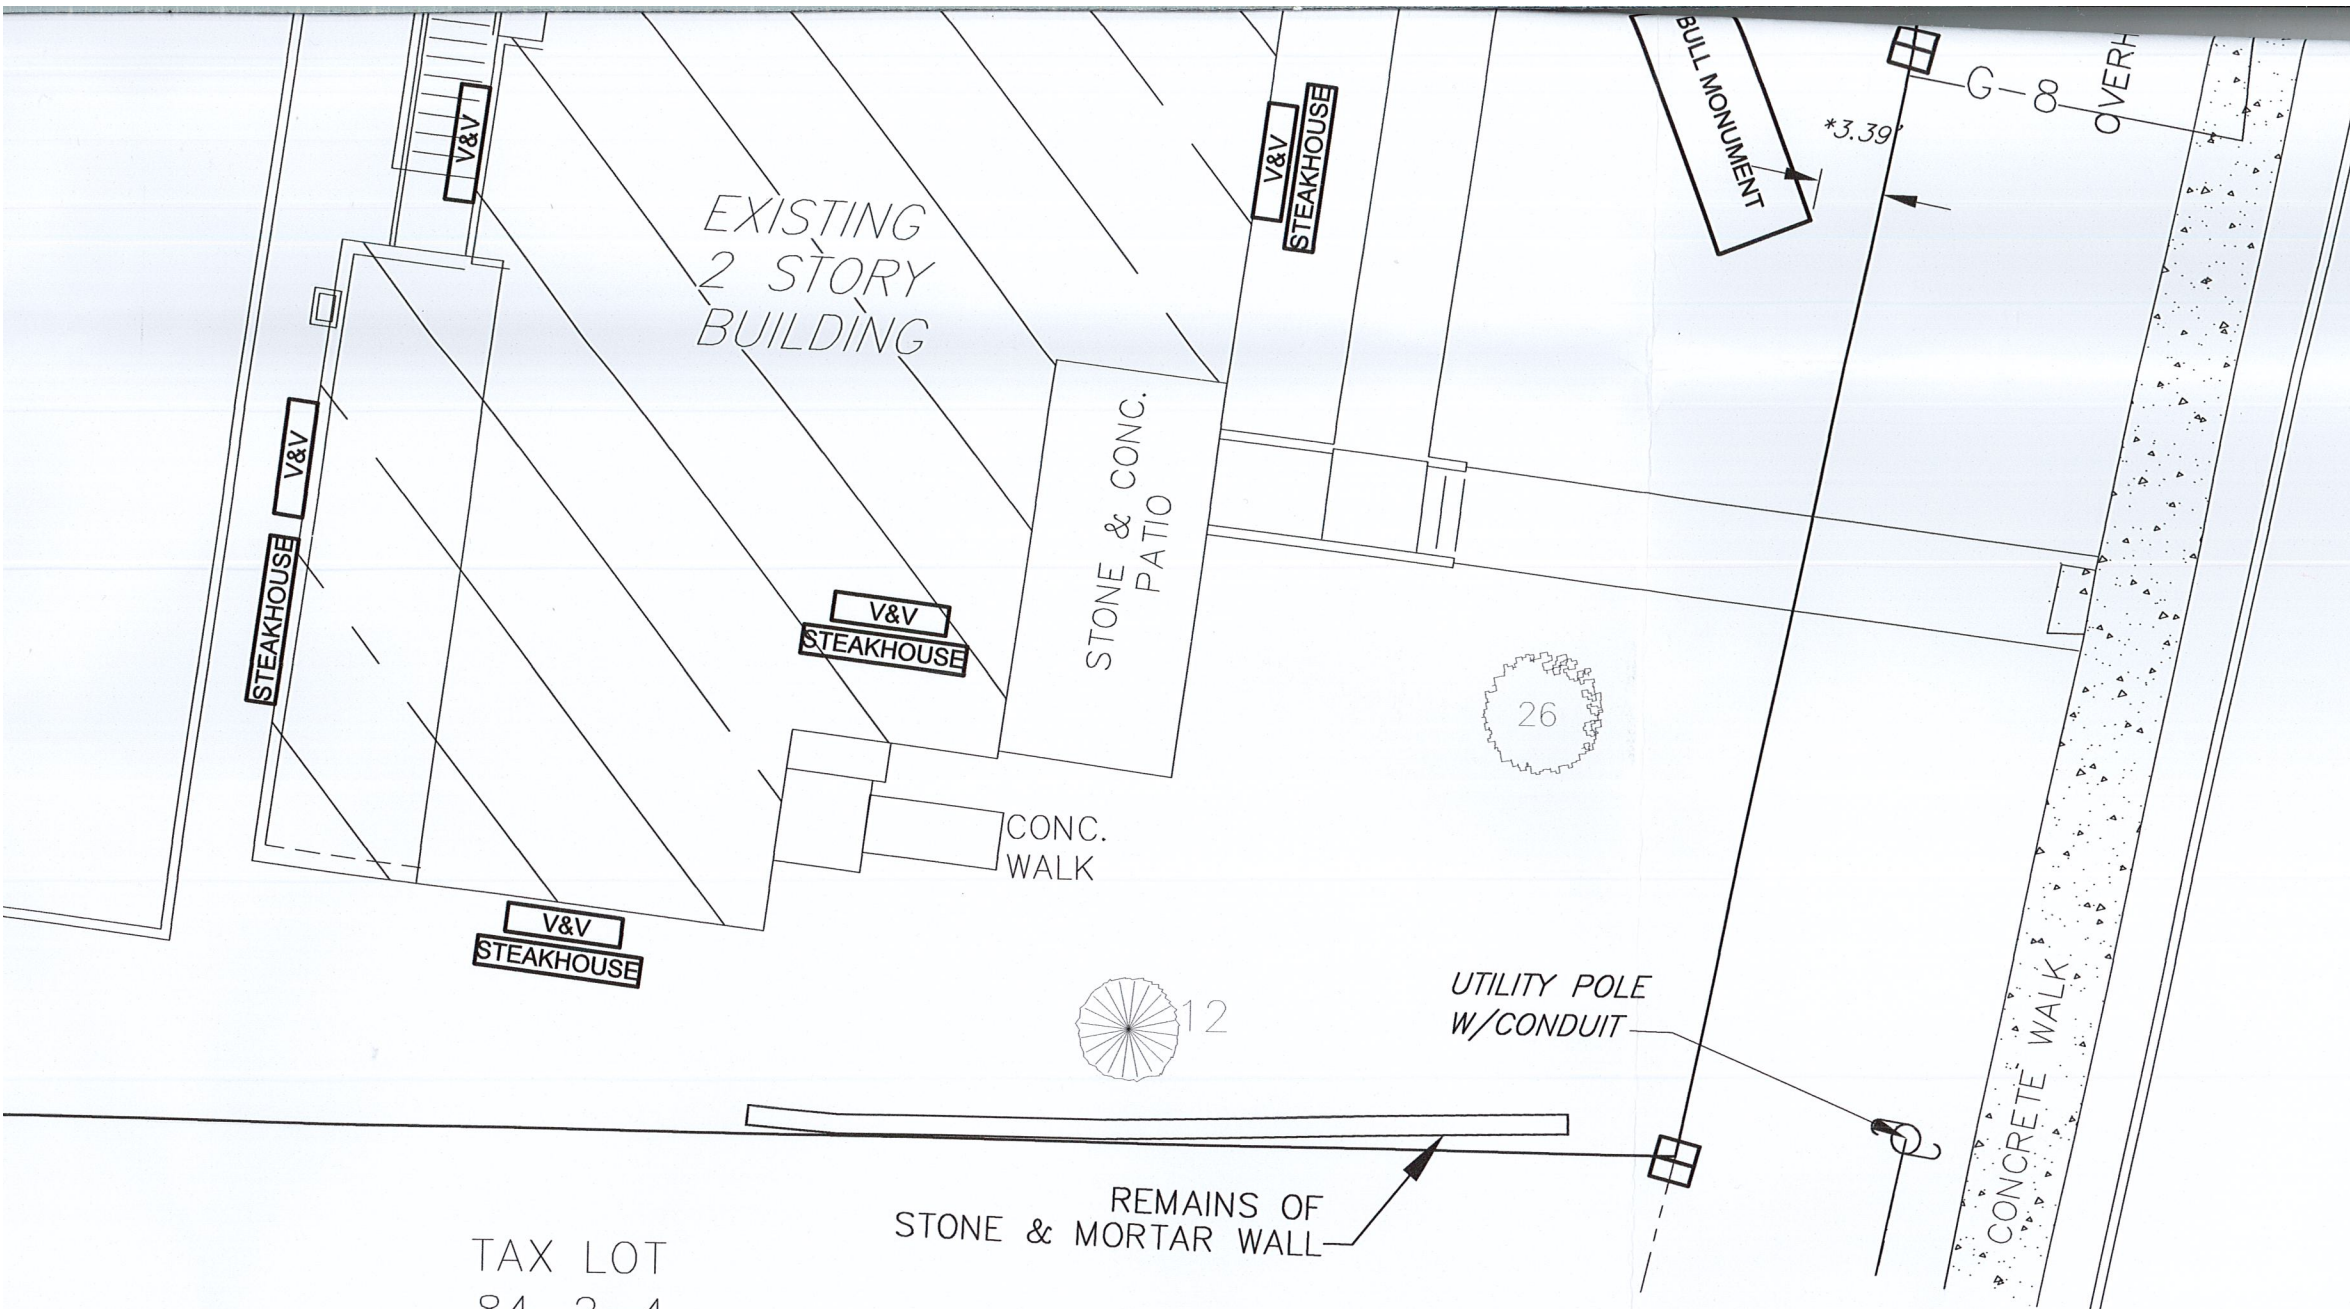 BULL MONUMENT
G-8
OVERH
*3.39'
V&V
V&V
STEAKHOUSE
EXISTING
2 STORY
BUILDING
V&V
STEAKHOUSE
STONE & CONC.
PATIO
V&V
STEAKHOUSE
26
CONC.
WALK
V&V
STEAKHOUSE
12
UTILITY POLE
W/CONDUIT
CONCRETE WALK
REMAINS OF
STONE & MORTAR WALL
TAX LOT